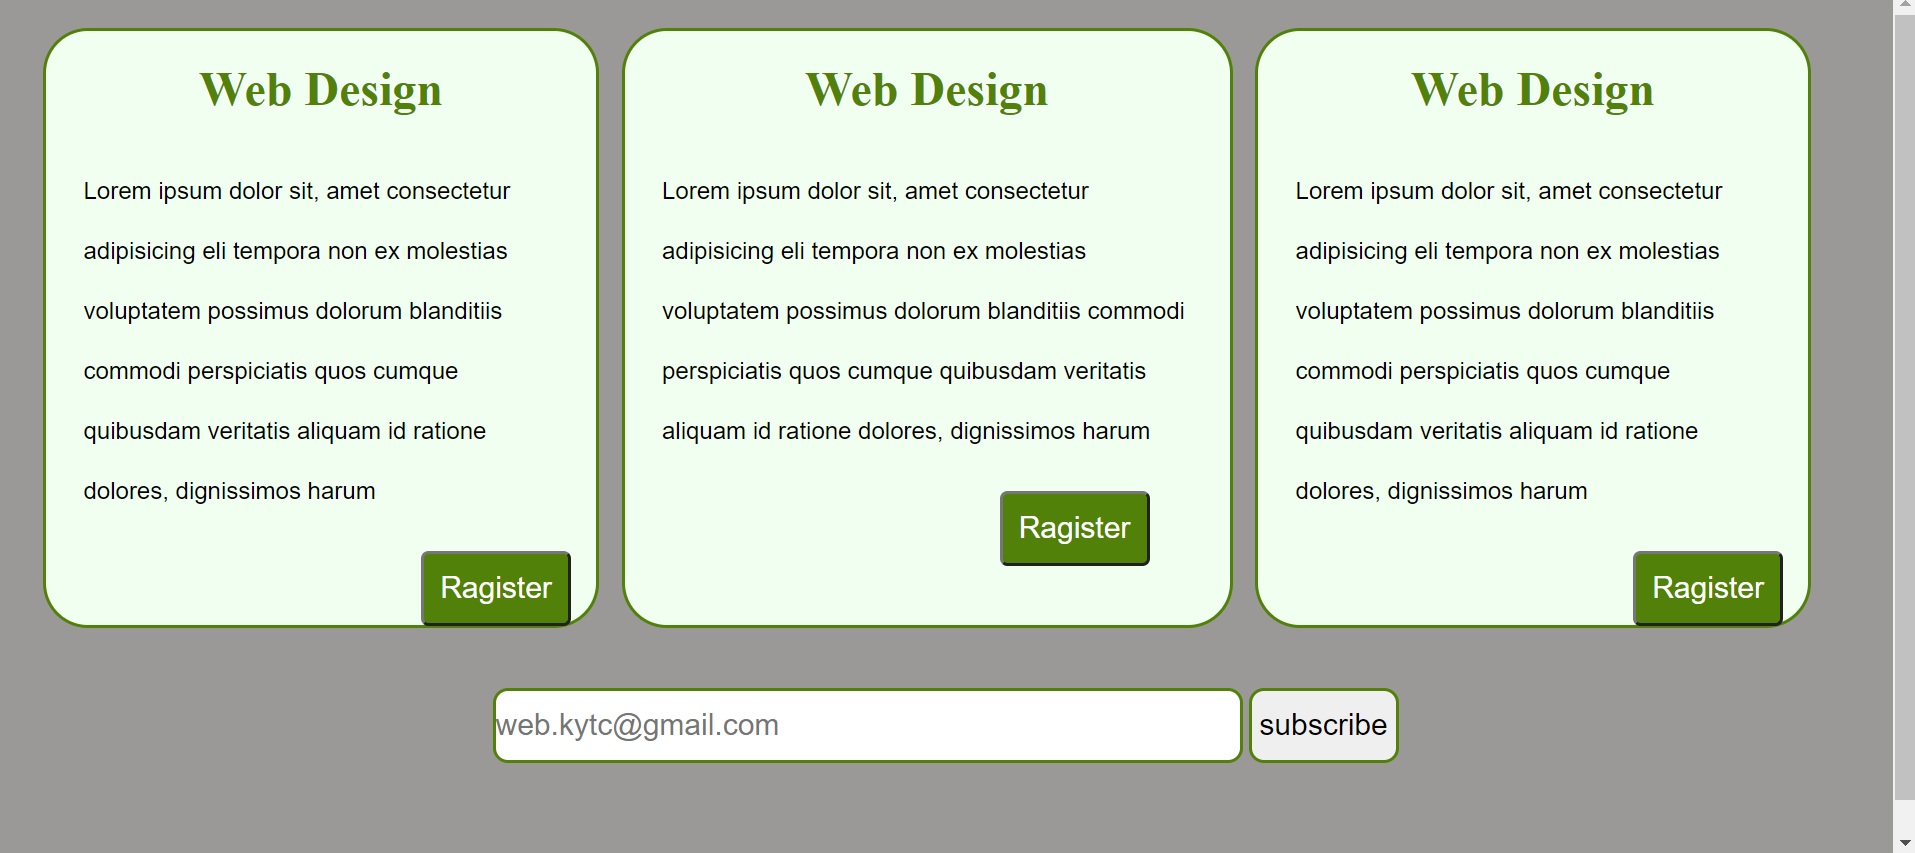 Web Design
Lorem ipsum dolor sit, amet consectetur
adipisicing eli tempora non ex molestias
voluptatem possimus dolorum blanditiis
commodi perspiciatis quos cumque
quibusdam veritatis aliquam id ratione
dolores, dignissimos harum
Ragister
Web Design
Lorem ipsum dolor sit, amet consectetur
adipisicing eli tempora non ex molestias
voluptatem possimus dolorum blanditiis commodi
perspiciatis quos cumque quibusdam veritatis
aliquam id ratione dolores, dignissimos harum
Ragister
Web Design
Lorem ipsum dolor sit, amet consectetur
adipisicing eli tempora non ex molestias
voluptatem possimus dolorum blanditiis
commodi perspiciatis quos cumque
quibusdam veritatis aliquam id ratione
dolores, dignissimos harum
Ragister
web.kytc@gmail.com
subscribe